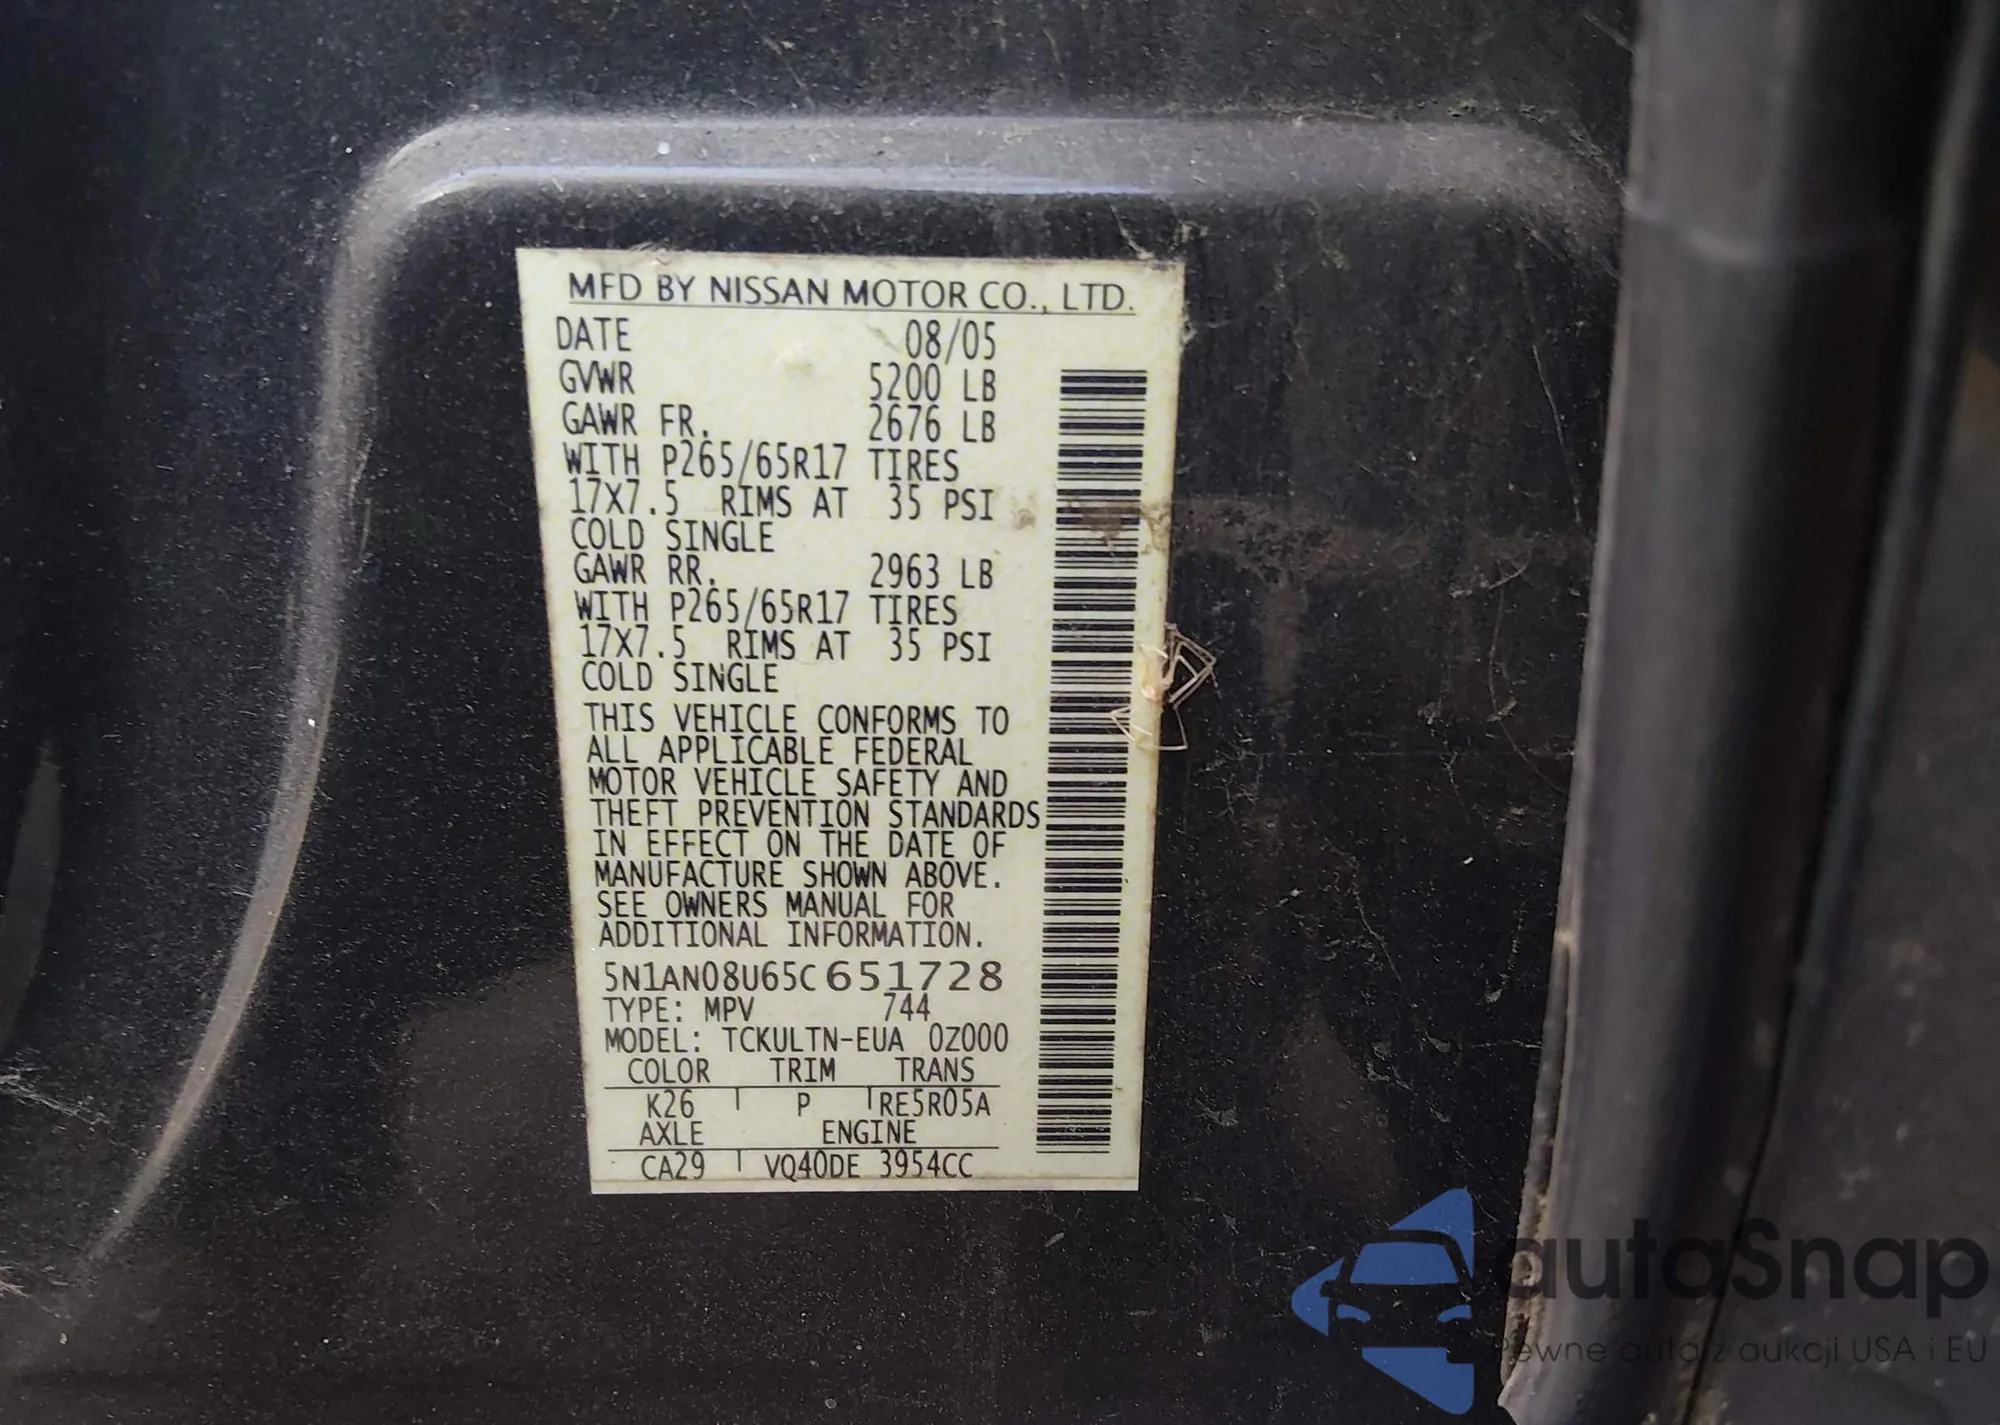 MFD BY NISSAN MOTOR CO., LTD.
DATE 08/05
GVWR 5200 LB
GAWR FR. 2676 LB
WITH P265/65R17 TIRES
17X7.5 RIMS AT 35 PSI
COLD SINGLE
GAWR RR. 2963 LB
WITH P265/65R17 TIRES
17X7.5 RIMS AT 35 PSI
COLD SINGLE
THIS VEHICLE CONFORMS TO
ALL APPLICABLE FEDERAL
MOTOR VEHICLE SAFETY AND
THEFT PREVENTION STANDARDS
IN EFFECT ON THE DATE OF
MANUFACTURE SHOWN ABOVE.
SEE OWNERS MANUAL FOR
ADDITIONAL INFORMATION.
5N1AN08U65C651728
TYPE: MPV 744
MODEL: TCKULTN-EUA 0Z000
COLOR TRIM TRANS
K26 P RE5R05A
AXLE ENGINE
CA29 VQ40DE 3954CC
autoSnap
Pewne auta z aukcji USA i EU